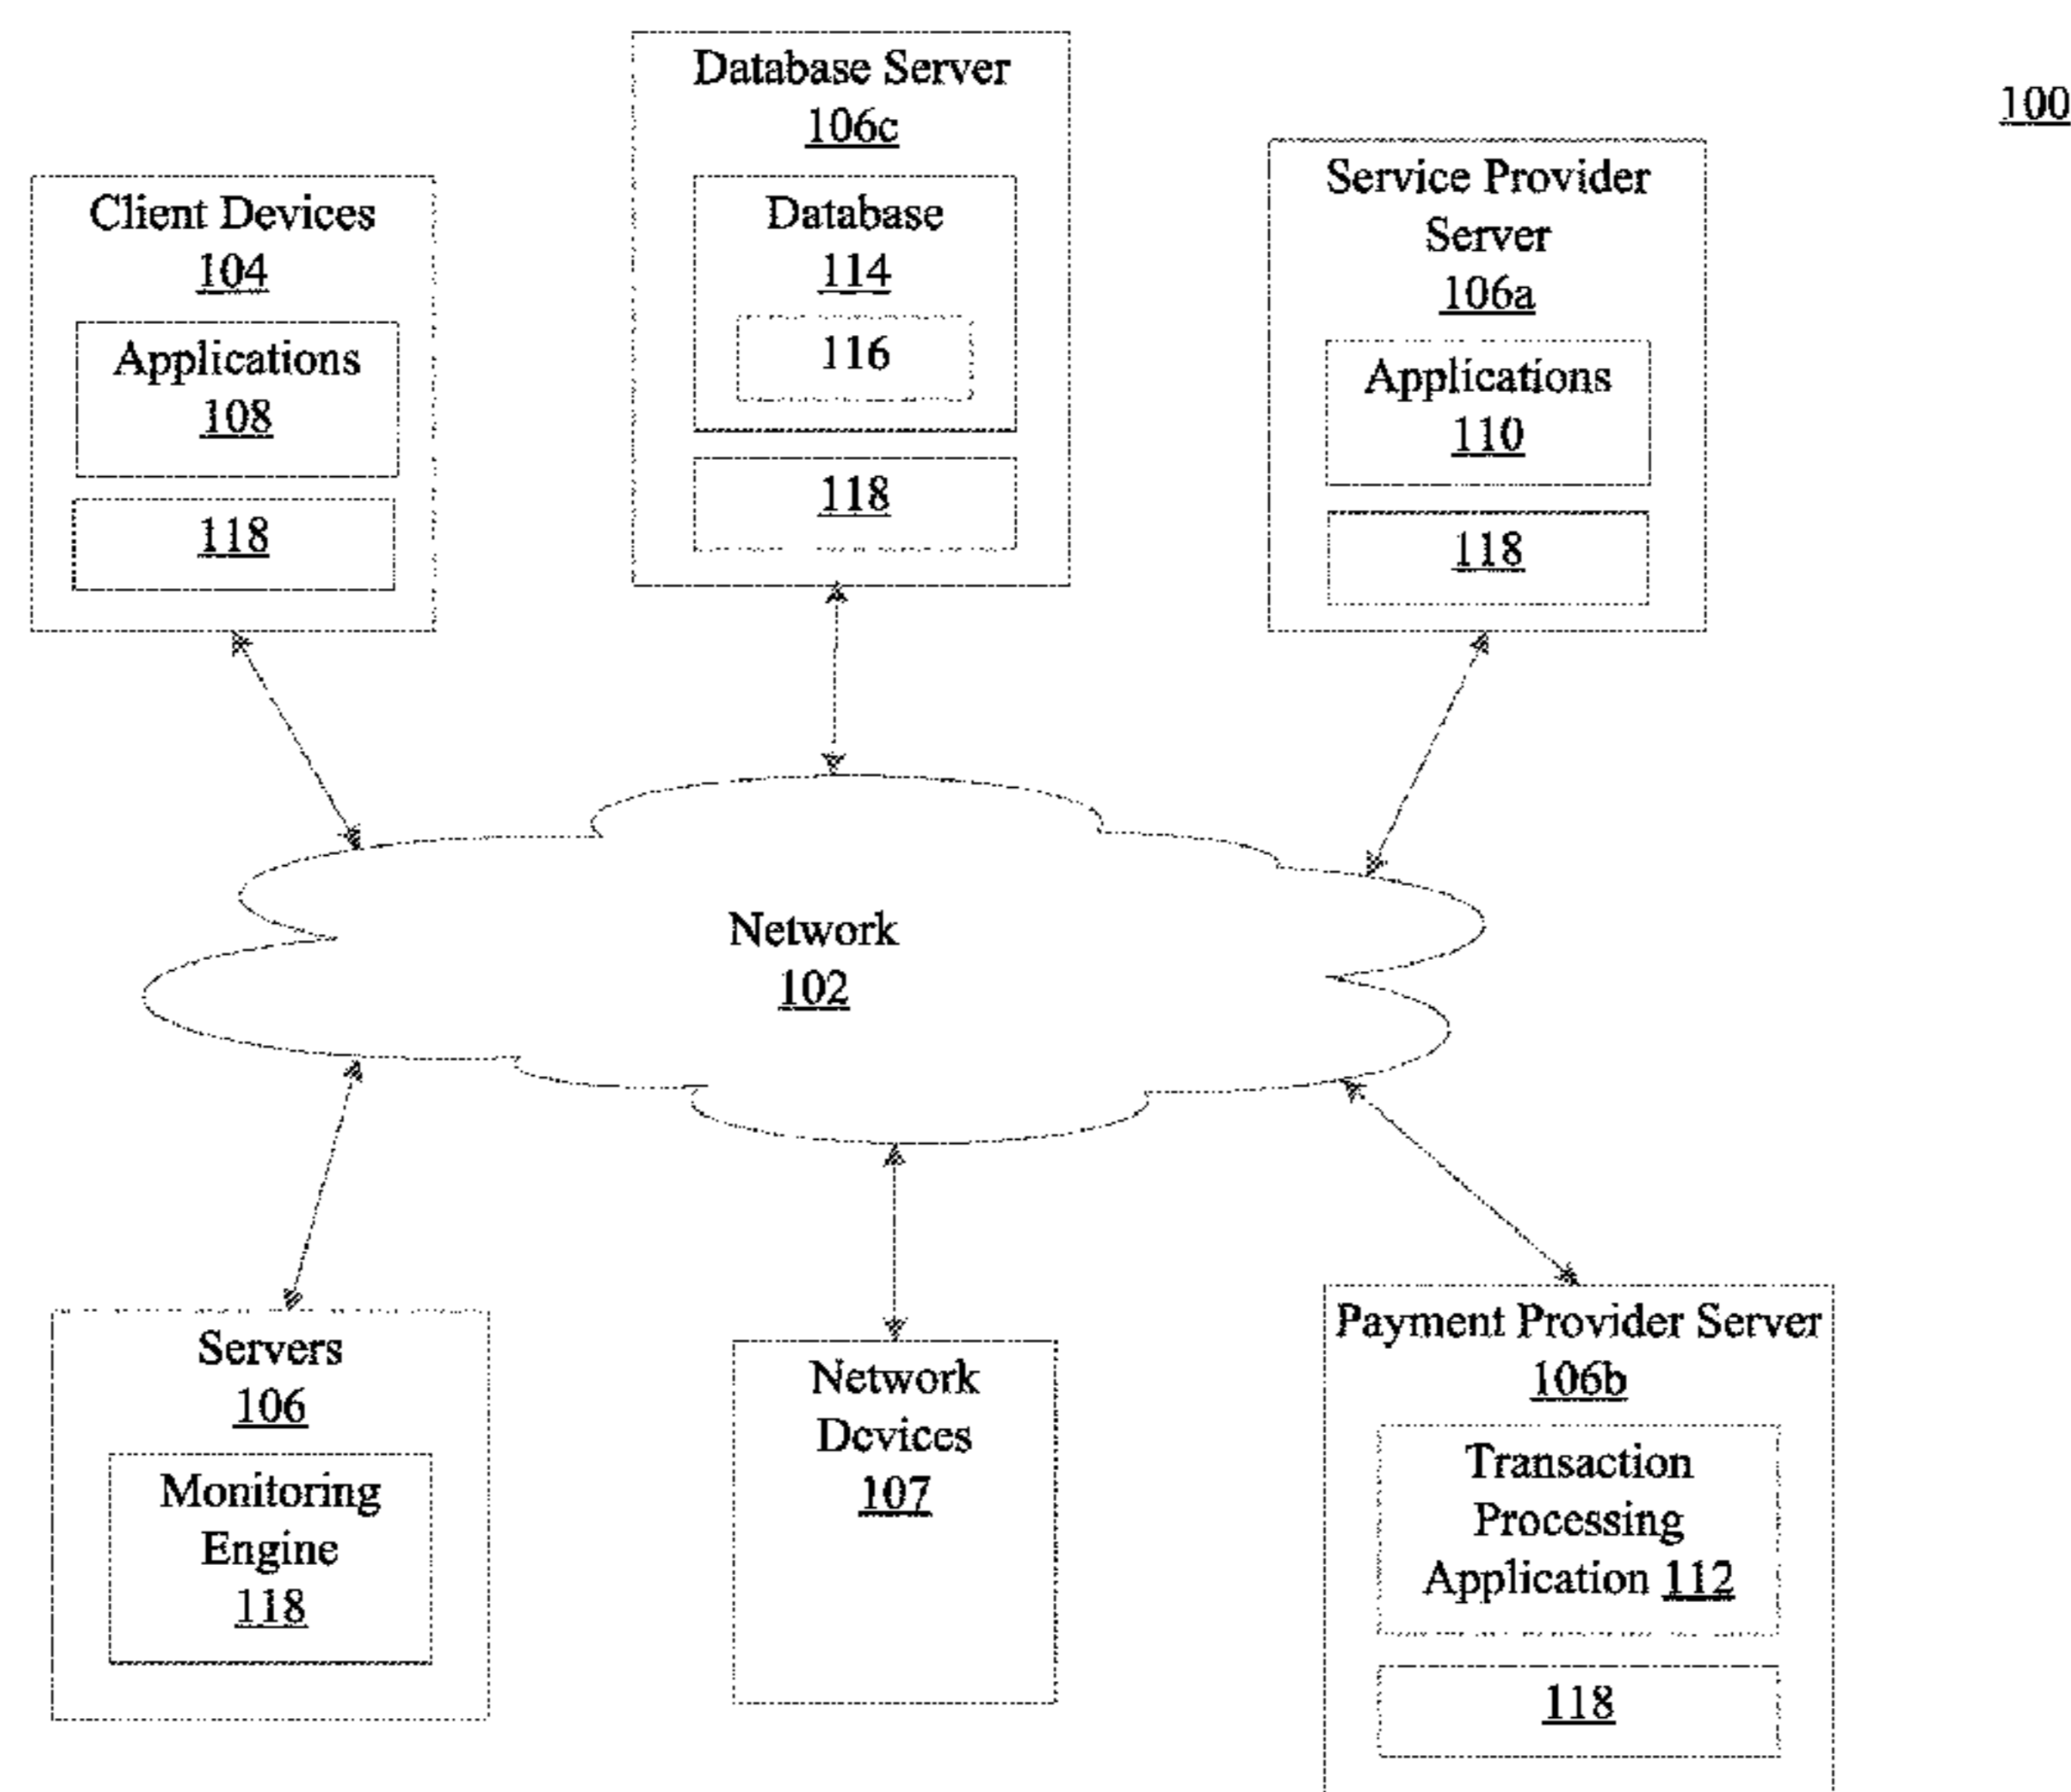 100
Database Server
106c
Database
114
116
118
Client Devices
104
Applications
108
118
Service Provider
Server
106a
Applications
110
118
Network
102
Servers
106
Monitoring
Engine
118
Network
Devices
107
Payment Provider Server
106b
Transaction
Processing
Application 112
118